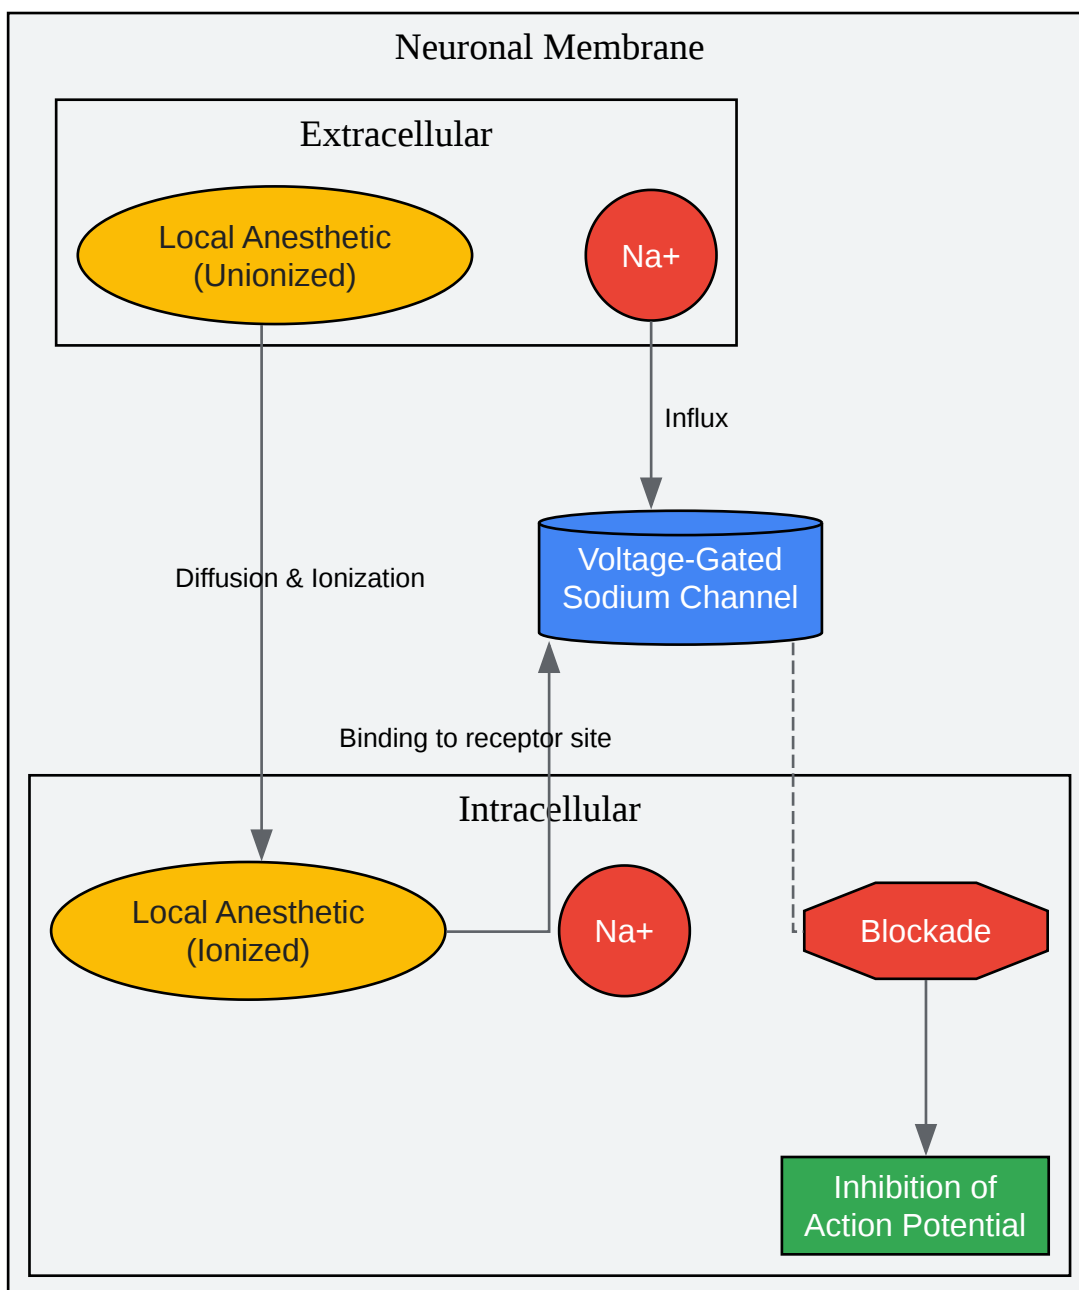 Neuronal Membrane
Extracellular
Local Anesthetic
(Unionized)
Na+
Influx
Voltage-Gated
Sodium Channel
Diffusion & Ionization
Binding to receptor site
Intracellular
Local Anesthetic
(Ionized)
Na+
Blockade
Inhibition of
Action Potential